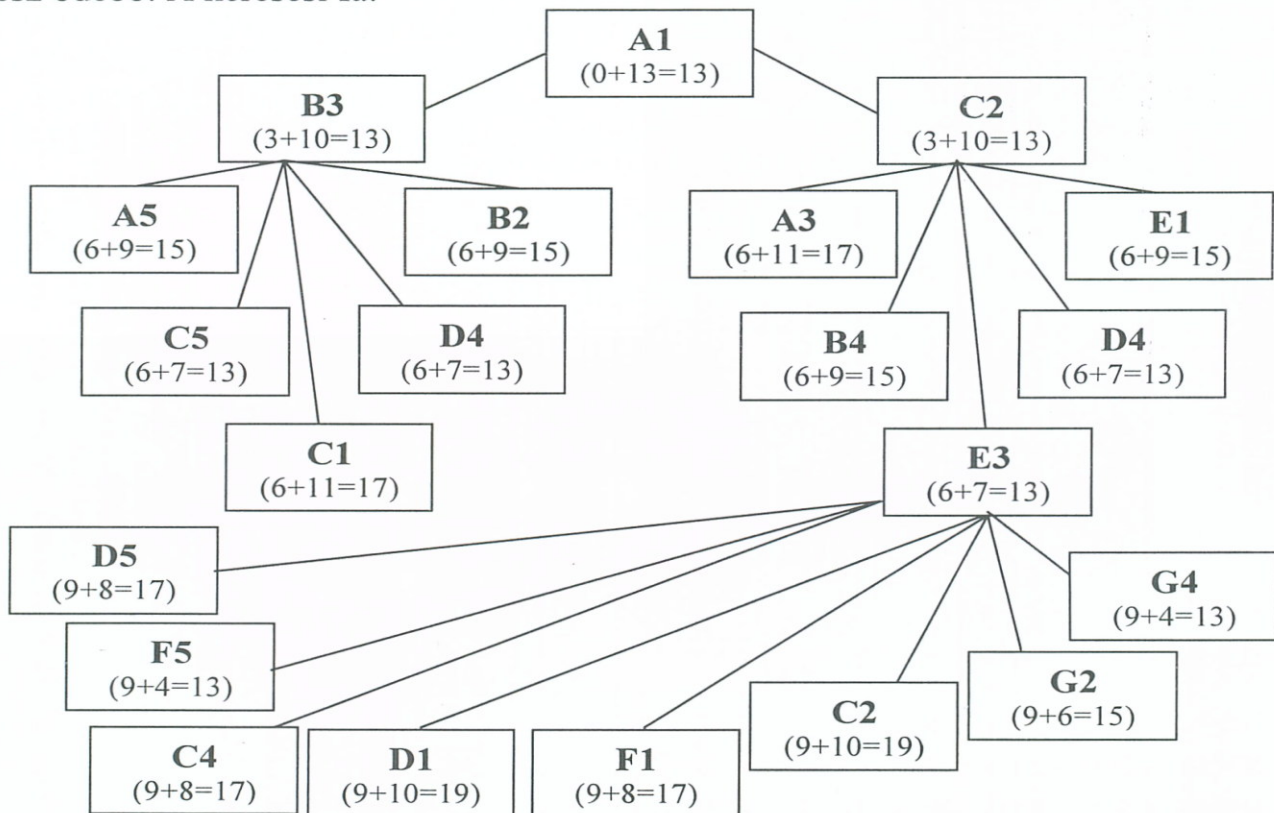 A1
(0+13=13)
B3
(3+10=13)
C2
(3+10=13)
A5
(6+9=15)
B2
(6+9=15)
A3
(6+11=17)
E1
(6+9=15)
C5
(6+7=13)
D4
(6+7=13)
B4
(6+9=15)
D4
(6+7=13)
C1
(6+11=17)
E3
(6+7=13)
D5
(9+8=17)
G4
(9+4=13)
F5
(9+4=13)
G2
(9+6=15)
C2
(9+10=19)
C4
(9+8=17)
D1
(9+10=19)
F1
(9+8=17)